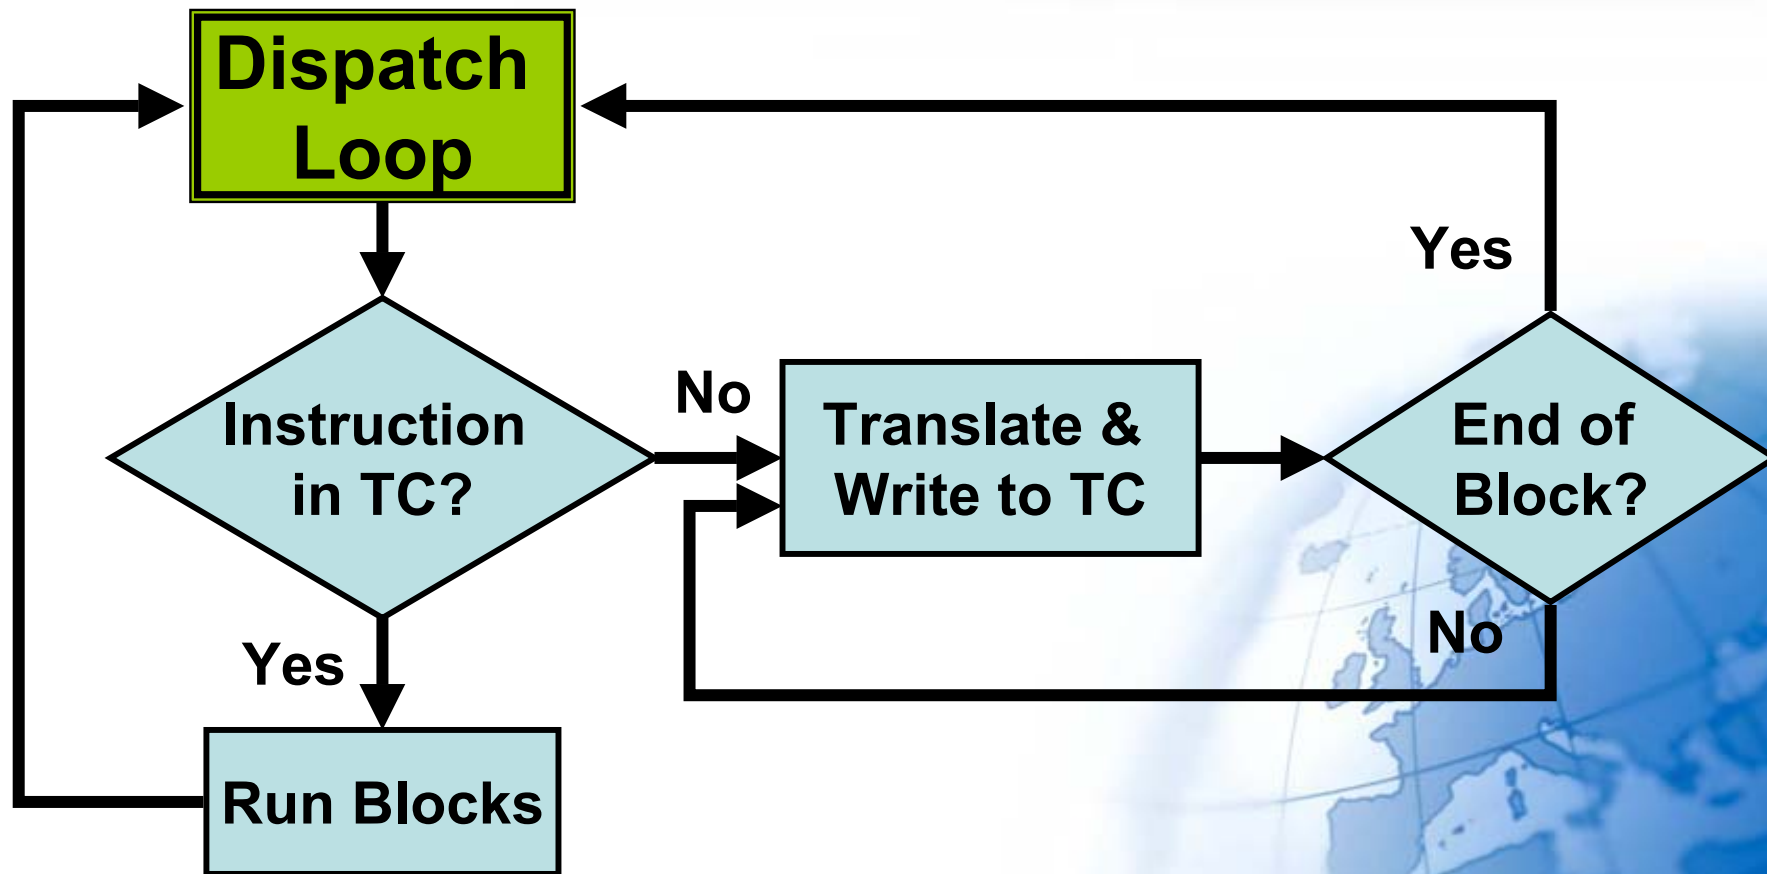 Dispatch
Loop
Yes
Instruction
in TC?
No
Translate &
Write to TC
End of
Block?
Yes
No
Run Blocks